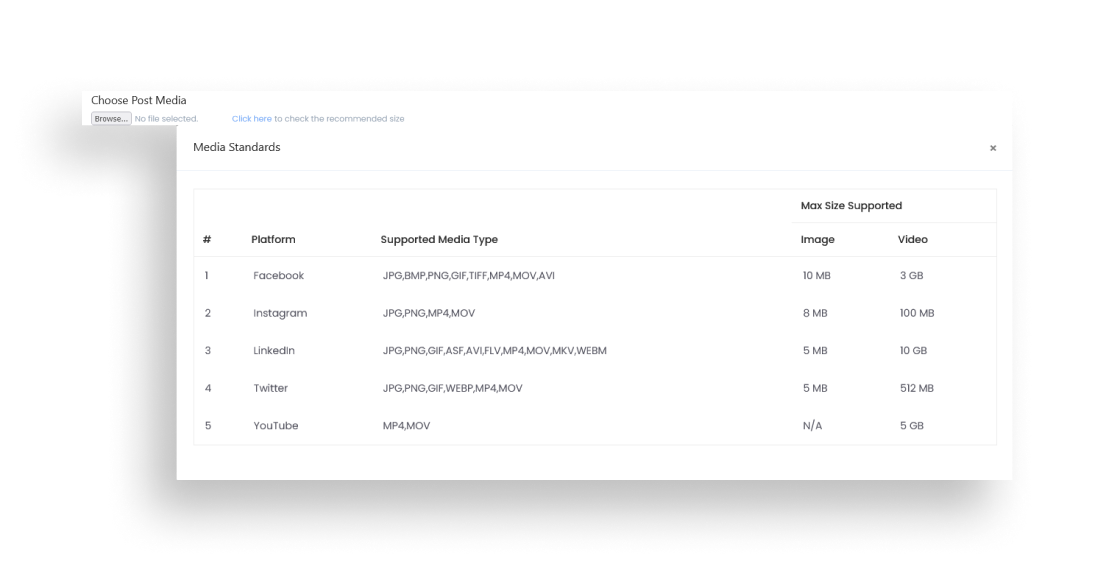 Choose Post Media
Browse... No file selected. Click here to check the recommended size
Media Standards ×
Max Size Supported
# Platform Supported Media Type Image Video
1 Facebook JPG,BMP,PNG,GIF,TIFF,MP4,MOV,AVI 10 MB 3 GB
2 Instagram JPG,PNG,MP4,MOV 8 MB 100 MB
3 LinkedIn JPG,PNG,GIF,ASF,AVI,FLV,MP4,MOV,MKV,WEBM 5 MB 10 GB
4 Twitter JPG,PNG,GIF,WEBP,MP4,MOV 5 MB 512 MB
5 YouTube MP4,MOV N/A 5 GB